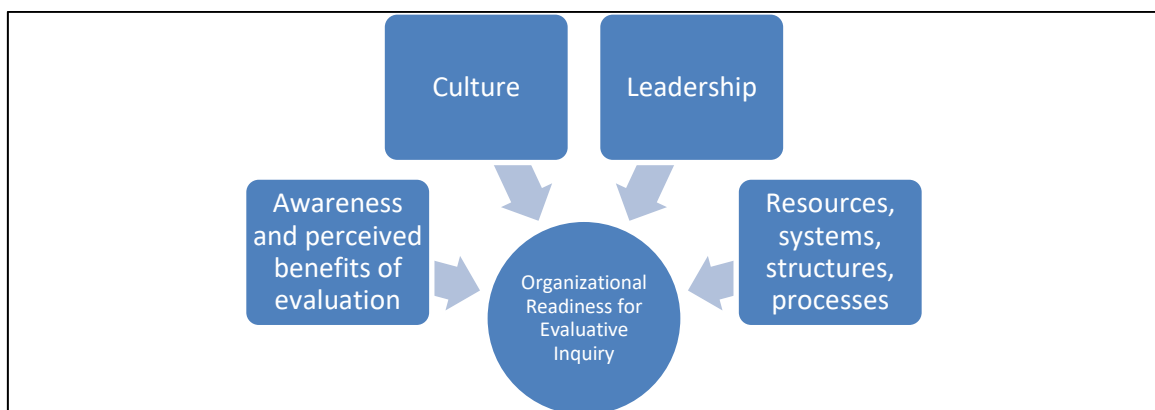 Culture
Leadership
Awareness
and perceived
benefits of
evaluation
Resources,
systems,
structures,
processes
Organizational
Readiness for
Evaluative
Inquiry